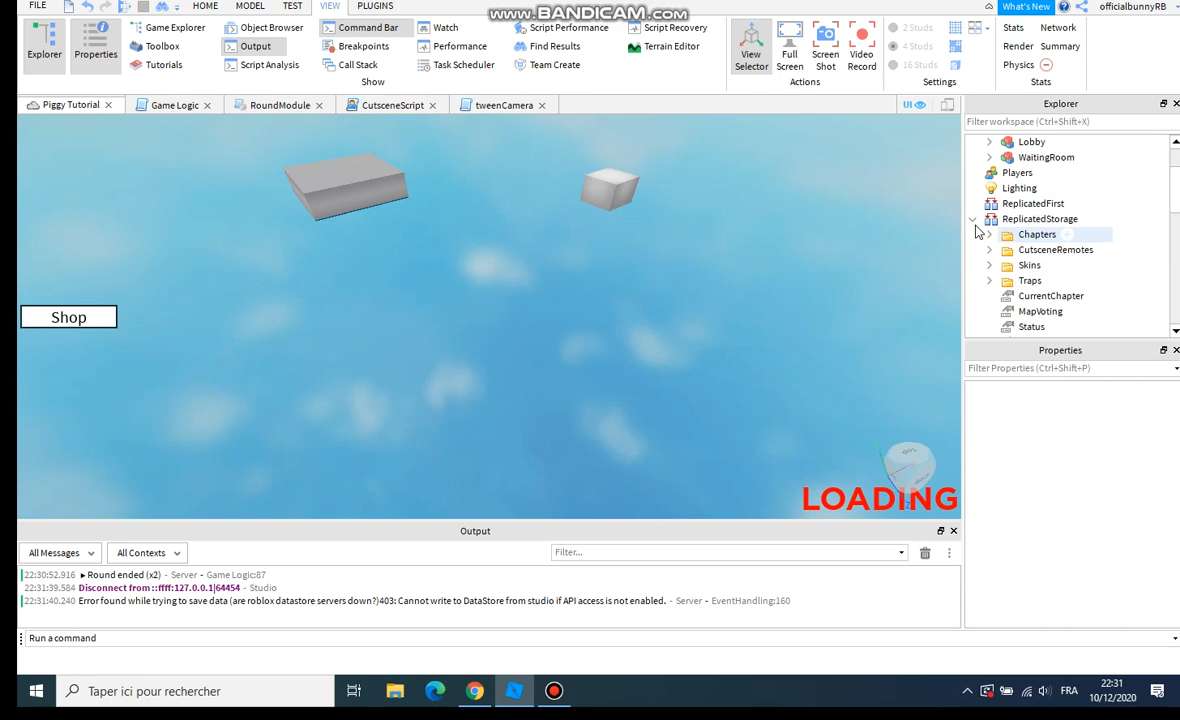 www.BANDICAM.com
FILE HOME MODEL TEST VIEW PLUGINS What's New officialbunnyRB
Explorer Properties
Game Explorer Object Browser Command Bar Watch Script Performance Script Recovery
Toolbox Output Breakpoints Performance Find Results Terrain Editor
Tutorials Script Analysis Call Stack Task Scheduler Team Create
Show
View Selector Full Screen Screen Shot Video Record
Actions
2 Studs
4 Studs
16 Studs
Settings
Stats Network
Render Summary
Physics
Stats
Piggy Tutorial Game Logic RoundModule CutsceneScript tweenCamera UI
Shop
LOADING
Explorer
Filter workspace (Ctrl+Shift+X)
Lobby
WaitingRoom
Players
Lighting
ReplicatedFirst
ReplicatedStorage
Chapters
CutsceneRemotes
Skins
Traps
CurrentChapter
MapVoting
Status
Properties
Filter Properties (Ctrl+Shift+P)
Output
All Messages All Contexts Filter...
22:30:52.916 ▸ Round ended (x2) - Server - Game Logic:87
22:31:39.584 Disconnect from ::ffff:127.0.0.1|64454 - Studio
22:31:40.240 Error found while trying to save data (are roblox datastore servers down?)403: Cannot write to DataStore from studio if API access is not enabled. - Server - EventHandling:160
Run a command
Taper ici pour rechercher
FRA
22:31
10/12/2020